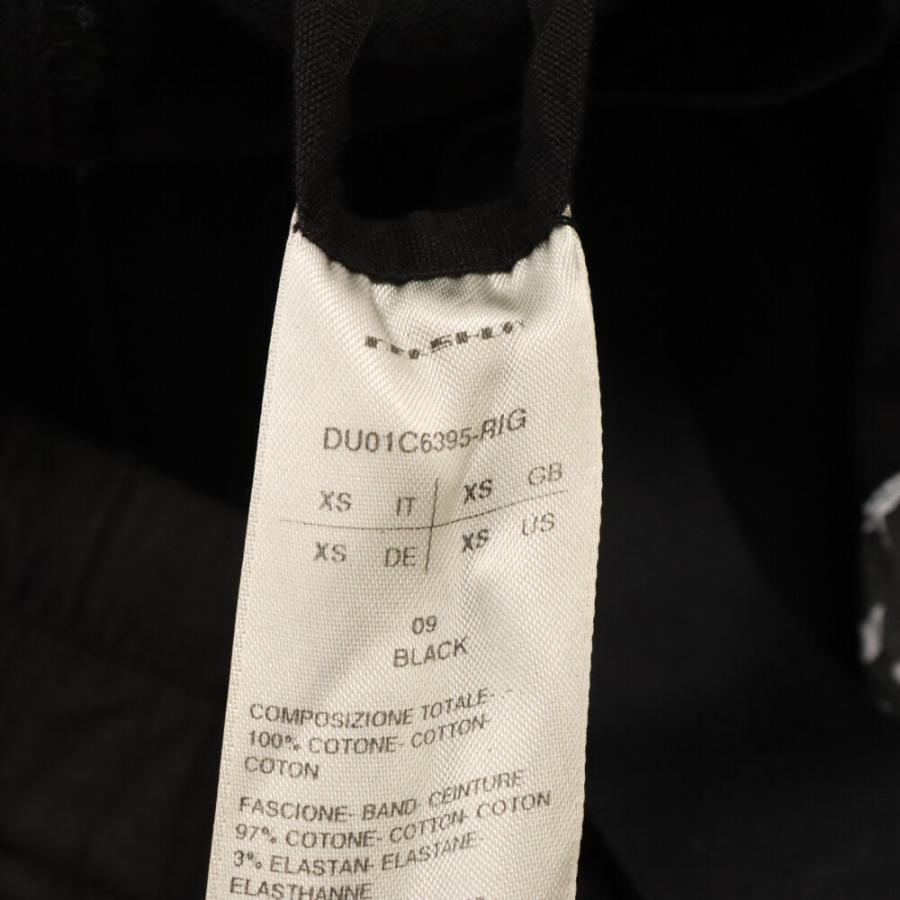 DU01C6395-RIG
XS IT XS GB
XS DE XS US
09
BLACK
COMPOSIZIONE TOTALE-
100% COTONE- COTTON-
COTON
FASCIONE- BAND- CEINTURE
97% COTONE- COTTON- COTON
3% ELASTAN- ELASTANE-
ELASTHANNE